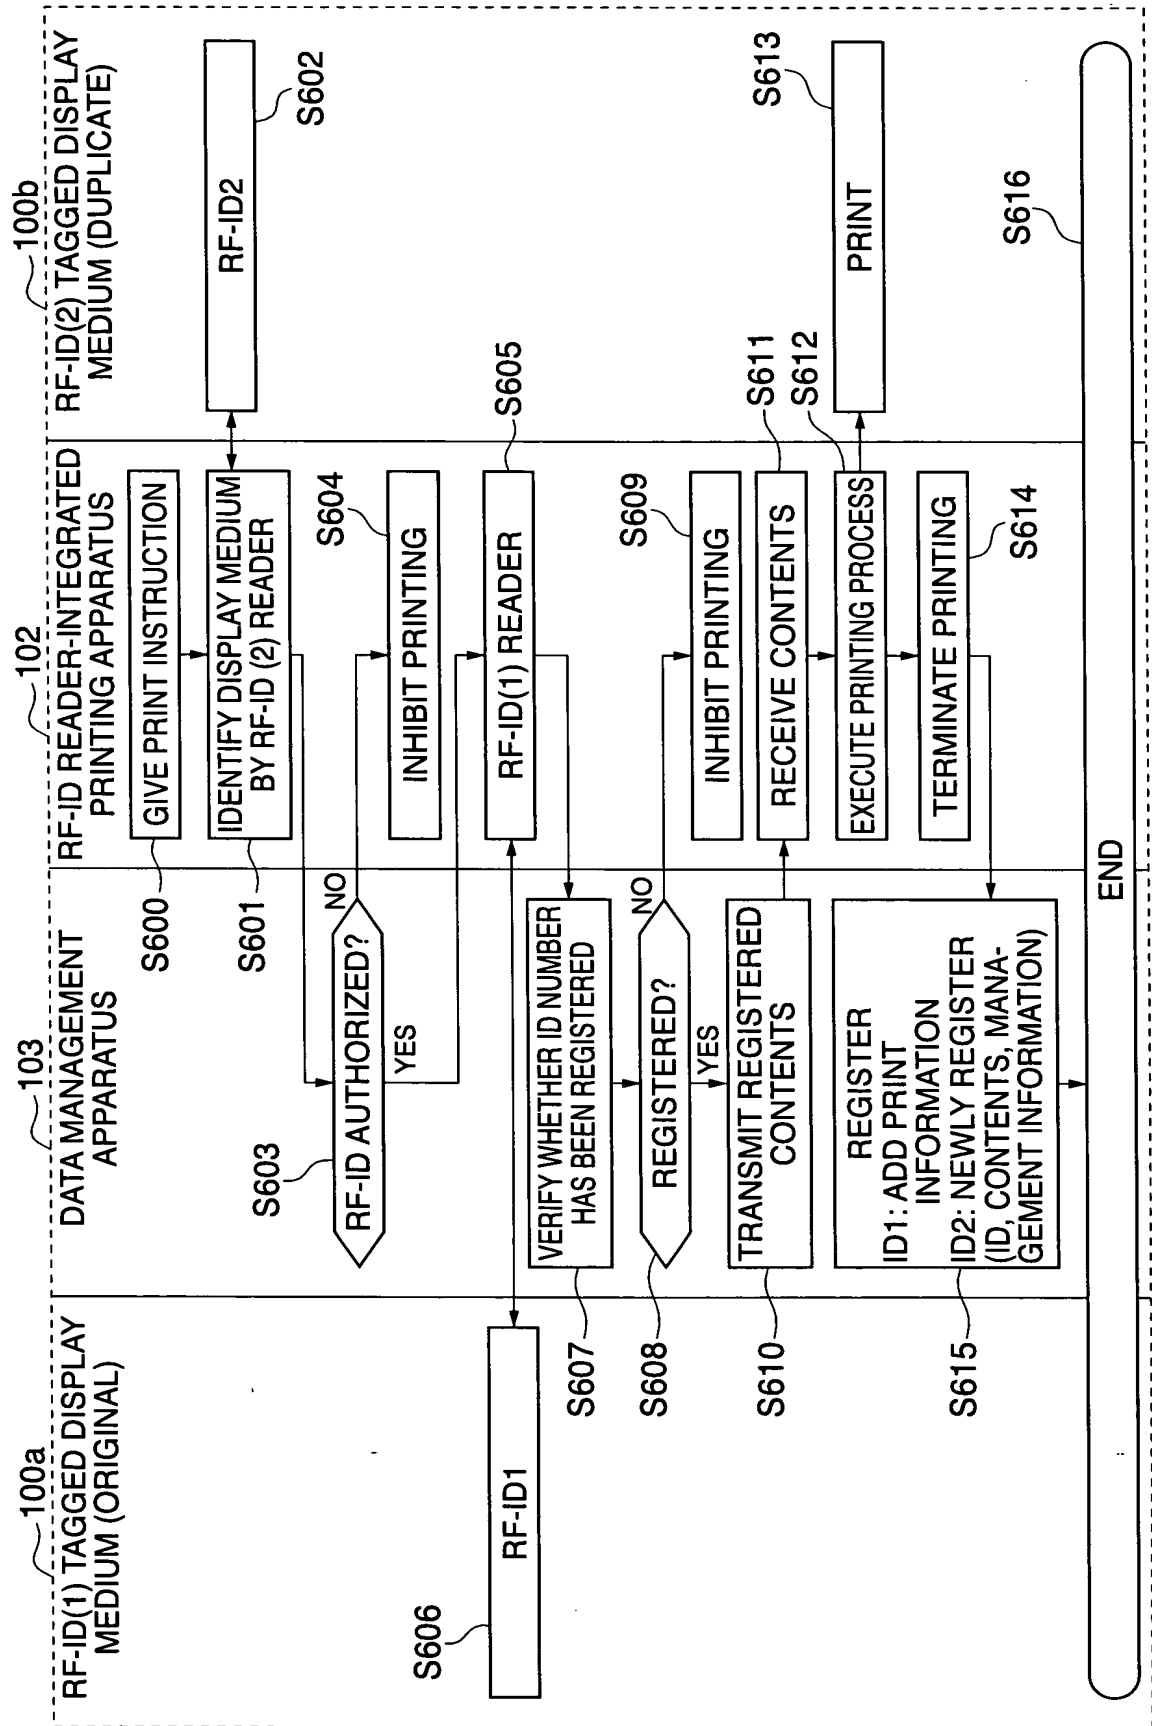 100a
RF-ID(1) TAGGED DISPLAY
MEDIUM (ORIGINAL)
103
DATA MANAGEMENT
APPARATUS
102
RF-ID READER-INTEGRATED
PRINTING APPARATUS
100b
RF-ID(2) TAGGED DISPLAY
MEDIUM (DUPLICATE)
S600
GIVE PRINT INSTRUCTION
S601
IDENTIFY DISPLAY MEDIUM
BY RF-ID (2) READER
RF-ID2
S602
S603
RF-ID AUTHORIZED?
NO
YES
S604
INHIBIT PRINTING
S605
RF-ID(1) READER
S606
RF-ID1
S607
VERIFY WHETHER ID NUMBER
HAS BEEN REGISTERED
S608
REGISTERED?
NO
YES
S609
INHIBIT PRINTING
S610
TRANSMIT REGISTERED
CONTENTS
RECEIVE CONTENTS
S611
S612
EXECUTE PRINTING PROCESS
S613
PRINT
TERMINATE PRINTING
S614
S615
REGISTER
ID1: ADD PRINT
INFORMATION
ID2: NEWLY REGISTER
(ID, CONTENTS, MANA-
GEMENT INFORMATION)
S616
END